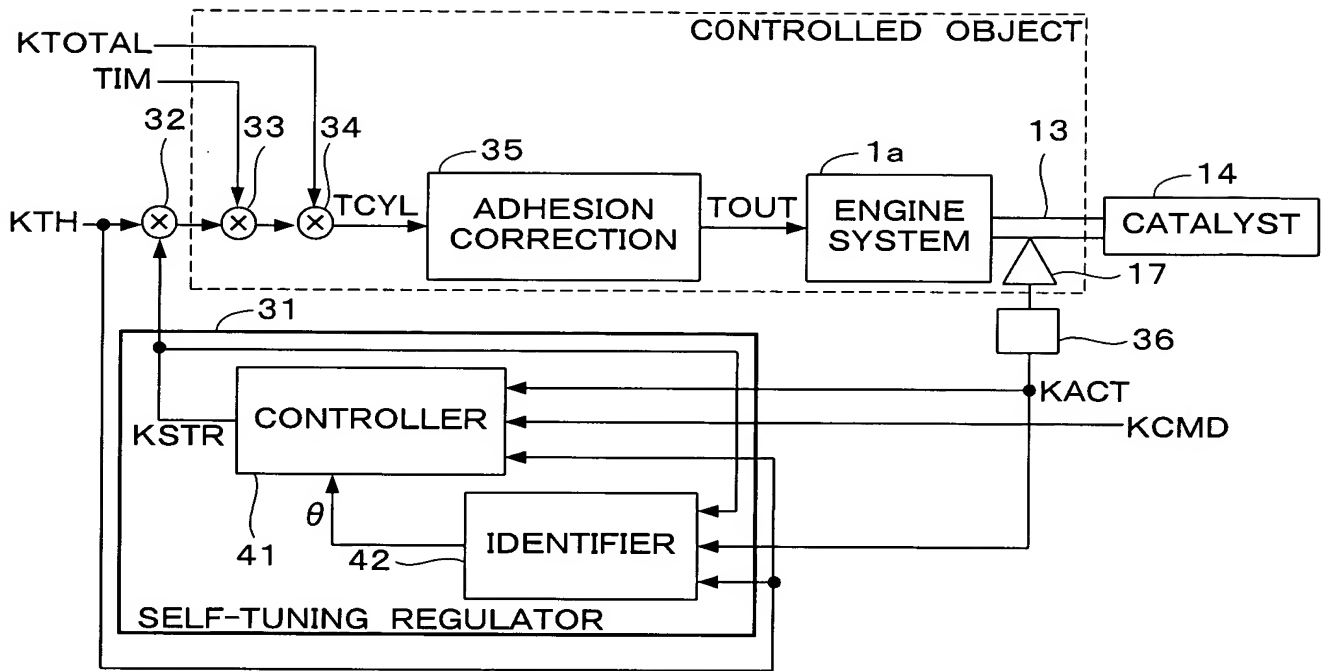 CONTROLLED OBJECT
KTOTAL
TIM
32
33
34
35
1a
13
14
KTH
×
×
×
TCYL
ADHESION
CORRECTION
TOUT
ENGINE
SYSTEM
CATALYST
17
31
36
CONTROLLER
KACT
KSTR
KCMD
θ
41
42
IDENTIFIER
SELF-TUNING REGULATOR